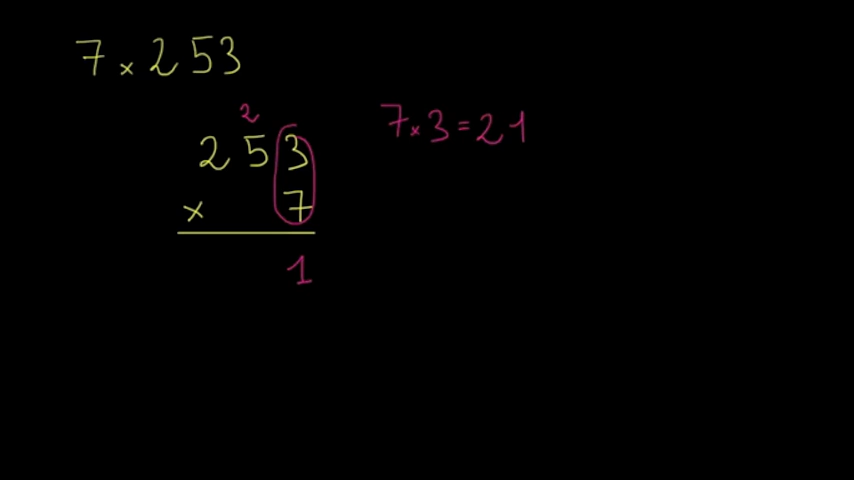 7 × 253
2
253 7 × 3 = 21
× 7
1